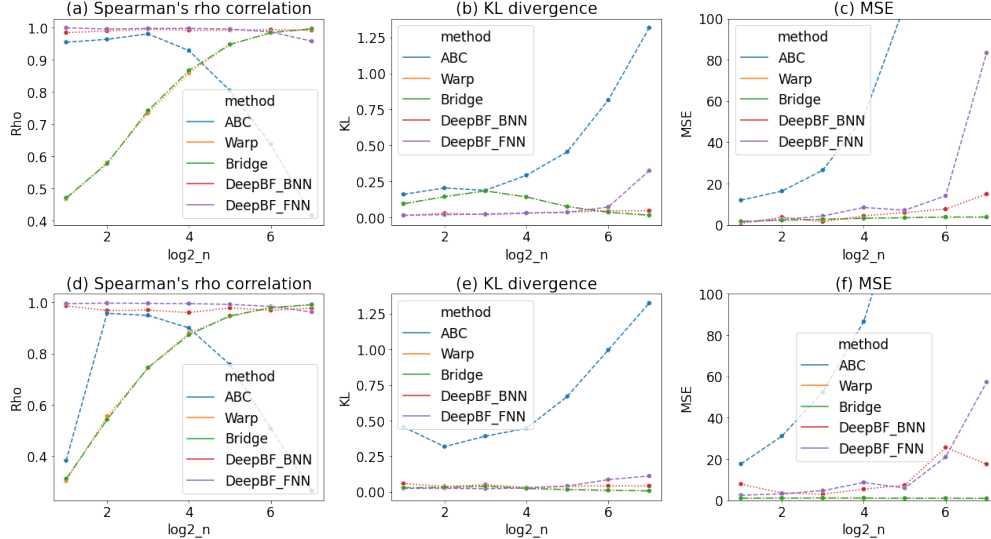 (a) Spearman's rho correlation
1.0
0.9
0.8
0.7
0.6
0.5
0.4
Rho
method
ABC
Warp
Bridge
DeepBF_BNN
DeepBF_FNN
2
4
6
log2_n
(b) KL divergence
1.25
1.00
0.75
0.50
0.25
0.00
KL
method
ABC
Warp
Bridge
DeepBF_BNN
DeepBF_FNN
2
4
6
log2_n
(c) MSE
100
80
60
40
20
0
MSE
method
ABC
Warp
Bridge
DeepBF_BNN
DeepBF_FNN
2
4
6
log2_n
(d) Spearman's rho correlation
1.0
0.8
0.6
0.4
Rho
method
ABC
Warp
Bridge
DeepBF_BNN
DeepBF_FNN
2
4
6
log2_n
(e) KL divergence
1.25
1.00
0.75
0.50
0.25
0.00
KL
method
ABC
Warp
Bridge
DeepBF_BNN
DeepBF_FNN
2
4
6
log2_n
(f) MSE
100
80
60
40
20
0
MSE
method
ABC
Warp
Bridge
DeepBF_BNN
DeepBF_FNN
2
4
6
log2_n